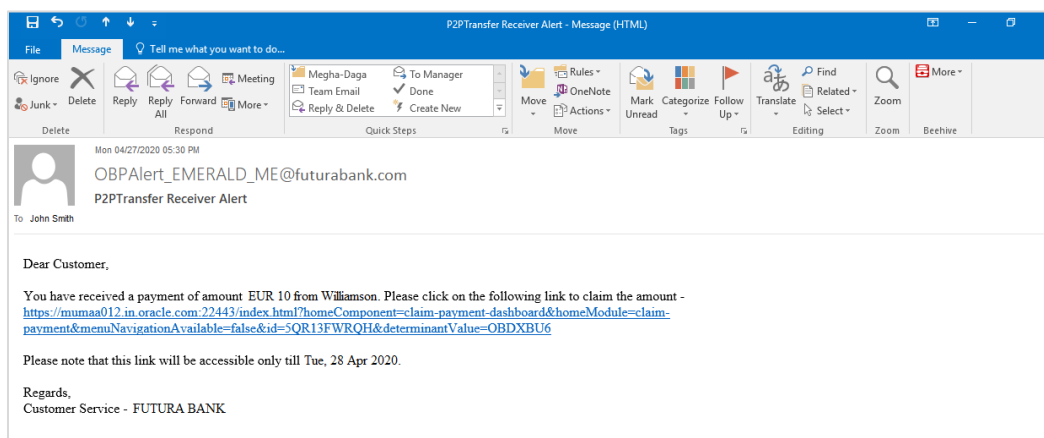 P2PTransfer Receiver Alert - Message (HTML)
File Message Tell me what you want to do...
Ignore
Junk
Delete
Reply
Reply All
Forward
Meeting
More
Megha-Daga
Team Email
Reply & Delete
To Manager
Done
Create New
Move
Rules
OneNote
Actions
Mark Unread
Categorize
Follow Up
Translate
Find
Related
Select
Zoom
More
Delete Respond Quick Steps Move Tags Editing Zoom Beehive
Mon 04/27/2020 05:30 PM
OBPAlert_EMERALD_ME@futurabank.com
P2PTransfer Receiver Alert
To John Smith
Dear Customer,
You have received a payment of amount EUR 10 from Williamson. Please click on the following link to claim the amount -
https://mumaa012.in.oracle.com:22443/index.html?homeComponent=claim-payment-dashboard&homeModule=claim-
payment&menuNavigationAvailable=false&id=5QR13FWRQH&determinantValue=OBDXBU6
Please note that this link will be accessible only till Tue, 28 Apr 2020.
Regards,
Customer Service - FUTURA BANK